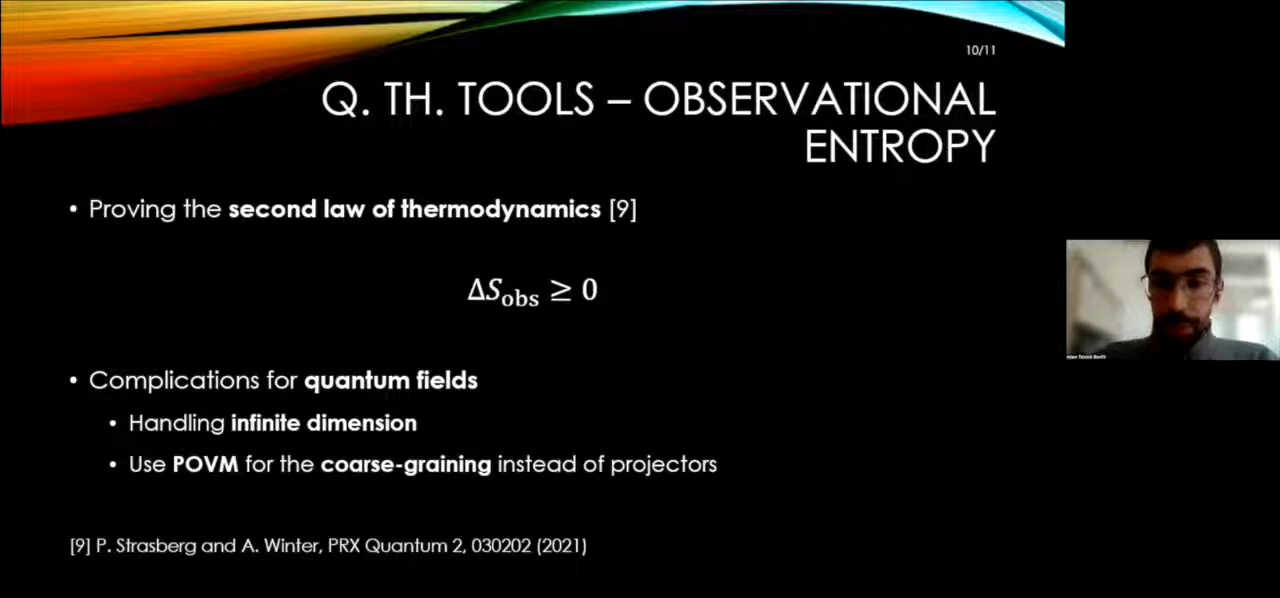 10/11
Q. TH. TOOLS – OBSERVATIONAL
ENTROPY
• Proving the second law of thermodynamics [9]
ΔS_obs ≥ 0
• Complications for quantum fields
• Handling infinite dimension
• Use POVM for the coarse-graining instead of projectors
[9] P. Strasberg and A. Winter, PRX Quantum 2, 030202 (2021)